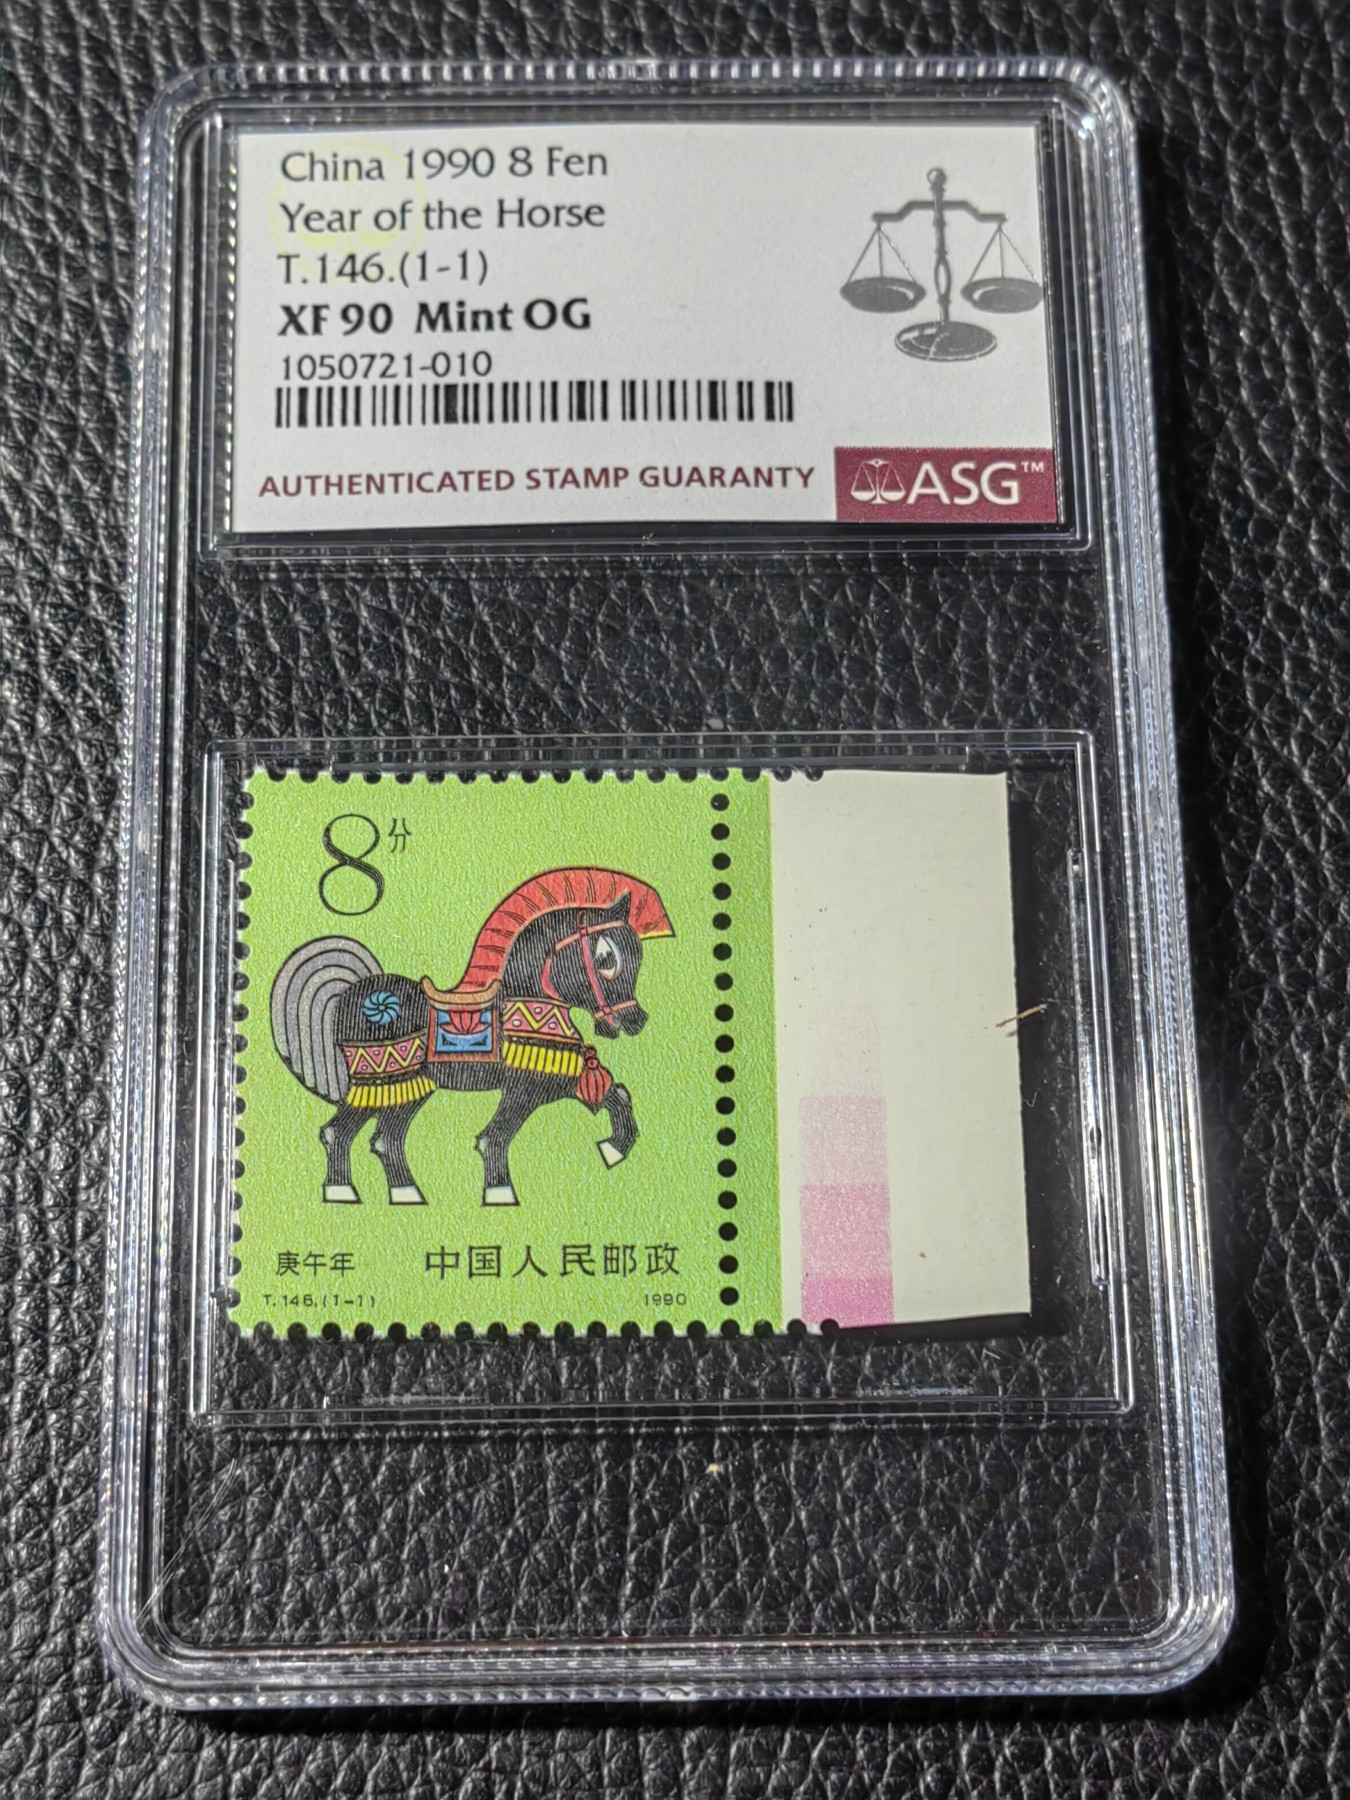 China 1990 8 Fen
Year of the Horse
T.146.(1-1)
XF 90 Mint OG
1050721-010
AUTHENTICATED STAMP GUARANTY
ASG™
8分
庚午年 中国人民邮政
T.146.(1-1) 1990